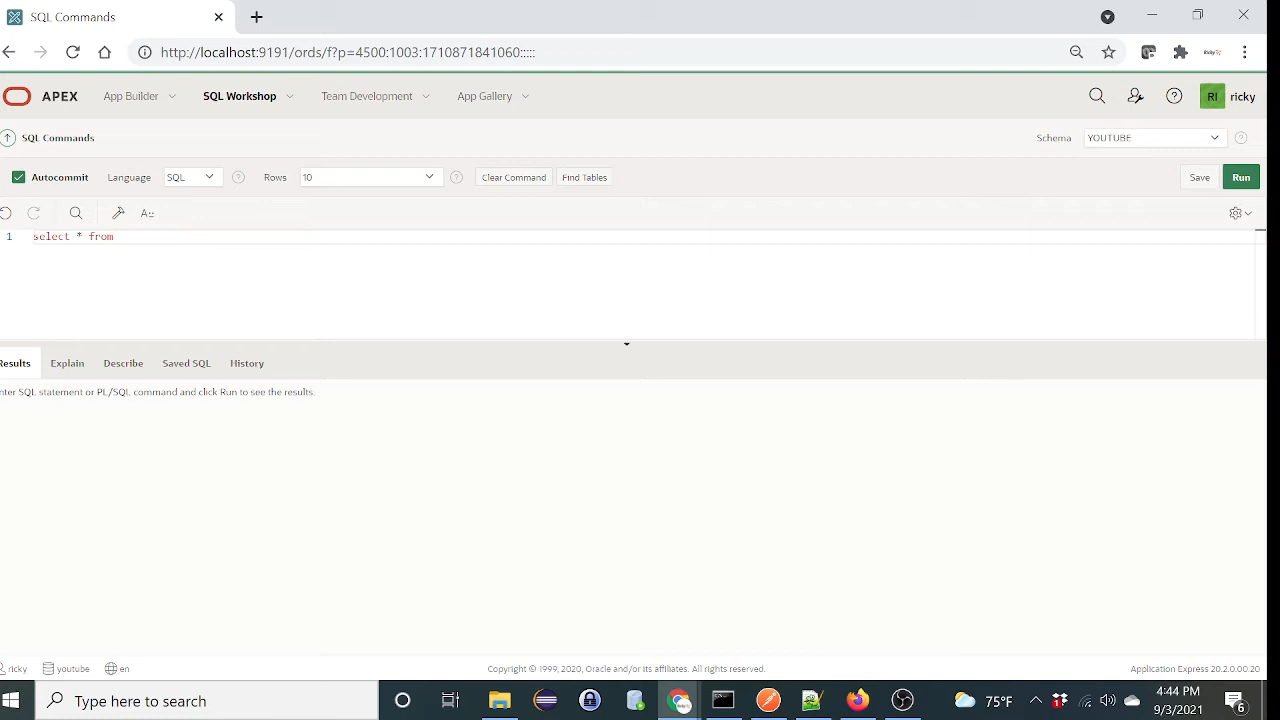 SQL Commands
http://localhost:9191/ords/f?p=4500:1003:1710871841060:::::
APEX App Builder SQL Workshop Team Development App Gallery RI ricky
SQL Commands Schema YOUTUBE
Autocommit Language SQL Rows 10 Clear Command Find Tables Save Run
1 select * from
Results Explain Describe Saved SQL History
nter SQL statement or PL/SQL command and click Run to see the results.
ricky youtube en Copyright © 1999, 2020, Oracle and/or its affiliates. All rights reserved. Application Express 20.2.0.00.20
Type here to search 75°F 4:44 PM
9/3/2021 6